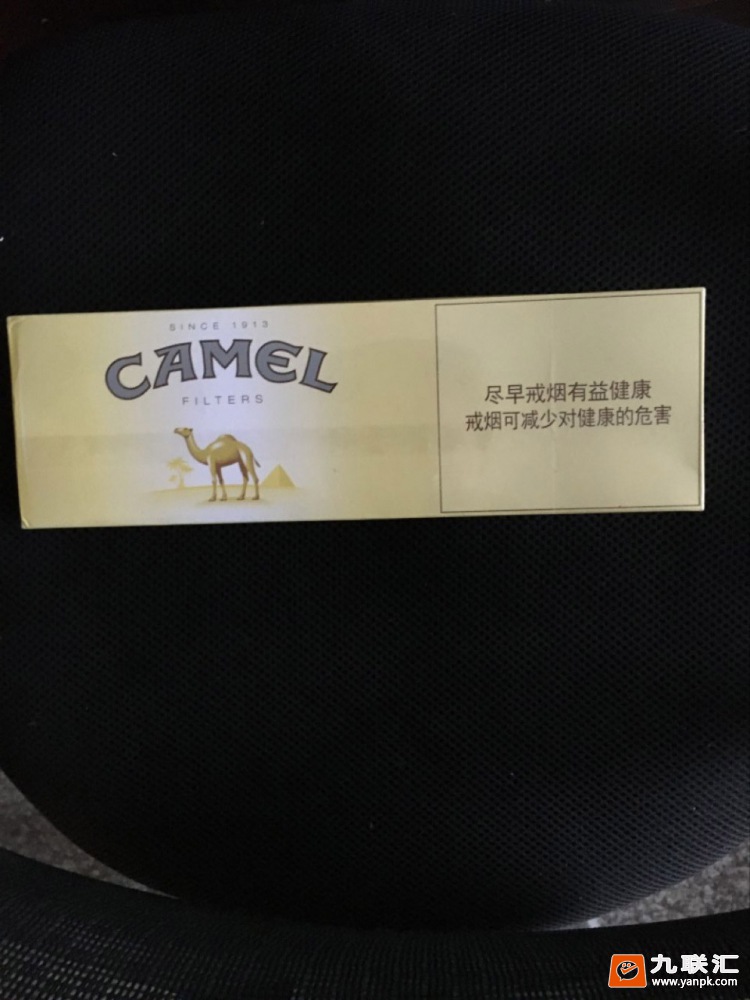 SINCE 1913
CAMEL
FILTERS
尽早戒烟有益健康
戒烟可减少对健康的危害
九联汇
www.yanpk.com